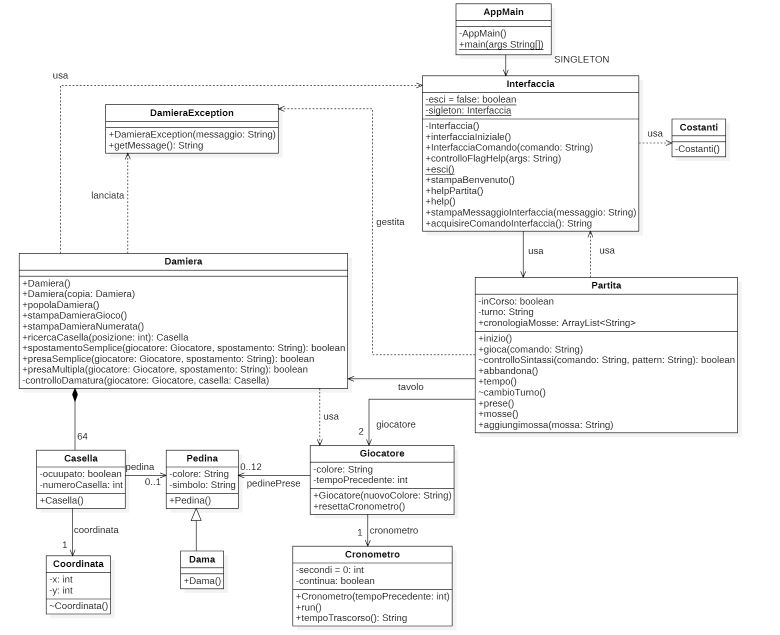 AppMain
-AppMain()
+main(args String[])
SINGLETON
Interfaccia
-esci = false: boolean
-sigleton: Interfaccia
-Interfaccia()
+interfacciaIniziale()
+InterfacciaComando(comando: String)
+controlloFlagHelp(args: String)
+esci()
+stampaBenvenuto()
+helpPartita()
+help()
+stampaMessaggioInterfaccia(messaggio: String)
+acquisireComandoInterfaccia(): String
usa
Costanti
-Costanti()
usa
DamieraException
+DamieraException(messaggio: String)
+getMessage(): String
lanciata
gestita
usa
usa
Damiera
+Damiera()
+Damiera(copia: Damiera)
+popolaDamiera()
+stampaDamieraGioco()
+stampaDamieraNumerata()
+ricercaCasella(posizione: int): Casella
+spostamentoSemplice(giocatore: Giocatore, spostamento: String): boolean
+presaSemplice(giocatore: Giocatore, spostamento: String): boolean
+presaMultipla(giocatore: Giocatore, spostamento: String): boolean
-controlloDamatura(giocatore: Giocatore, casella: Casella)
Partita
-inCorso: boolean
-turno: String
+cronologiaMosse: ArrayList<String>
+inizio()
+gioca(comando: String)
~controlloSintassi(comando: String, pattern: String): boolean
+abbandona()
+tempo()
~cambioTurno()
+prese()
+mosse()
+aggiungimossa(mossa: String)
tavolo
usa
giocatore
2
64
Casella
-ocuupato: boolean
-numeroCasella: int
+Casella()
pedina
0..1
Pedina
-colore: String
-simbolo: String
+Pedina()
0..12
pedinePrese
Giocatore
-colore: String
-tempoPrecedente: int
+Giocatore(nuovoColore: String)
+resettaCronometro()
coordinata
1
1
cronometro
Coordinata
-x: int
-y: int
~Coordinata()
Dama
+Dama()
Cronometro
-secondi = 0: int
-continua: boolean
+Cronometro(tempoPrecedente: int)
+run()
+tempoTrascorso(): String